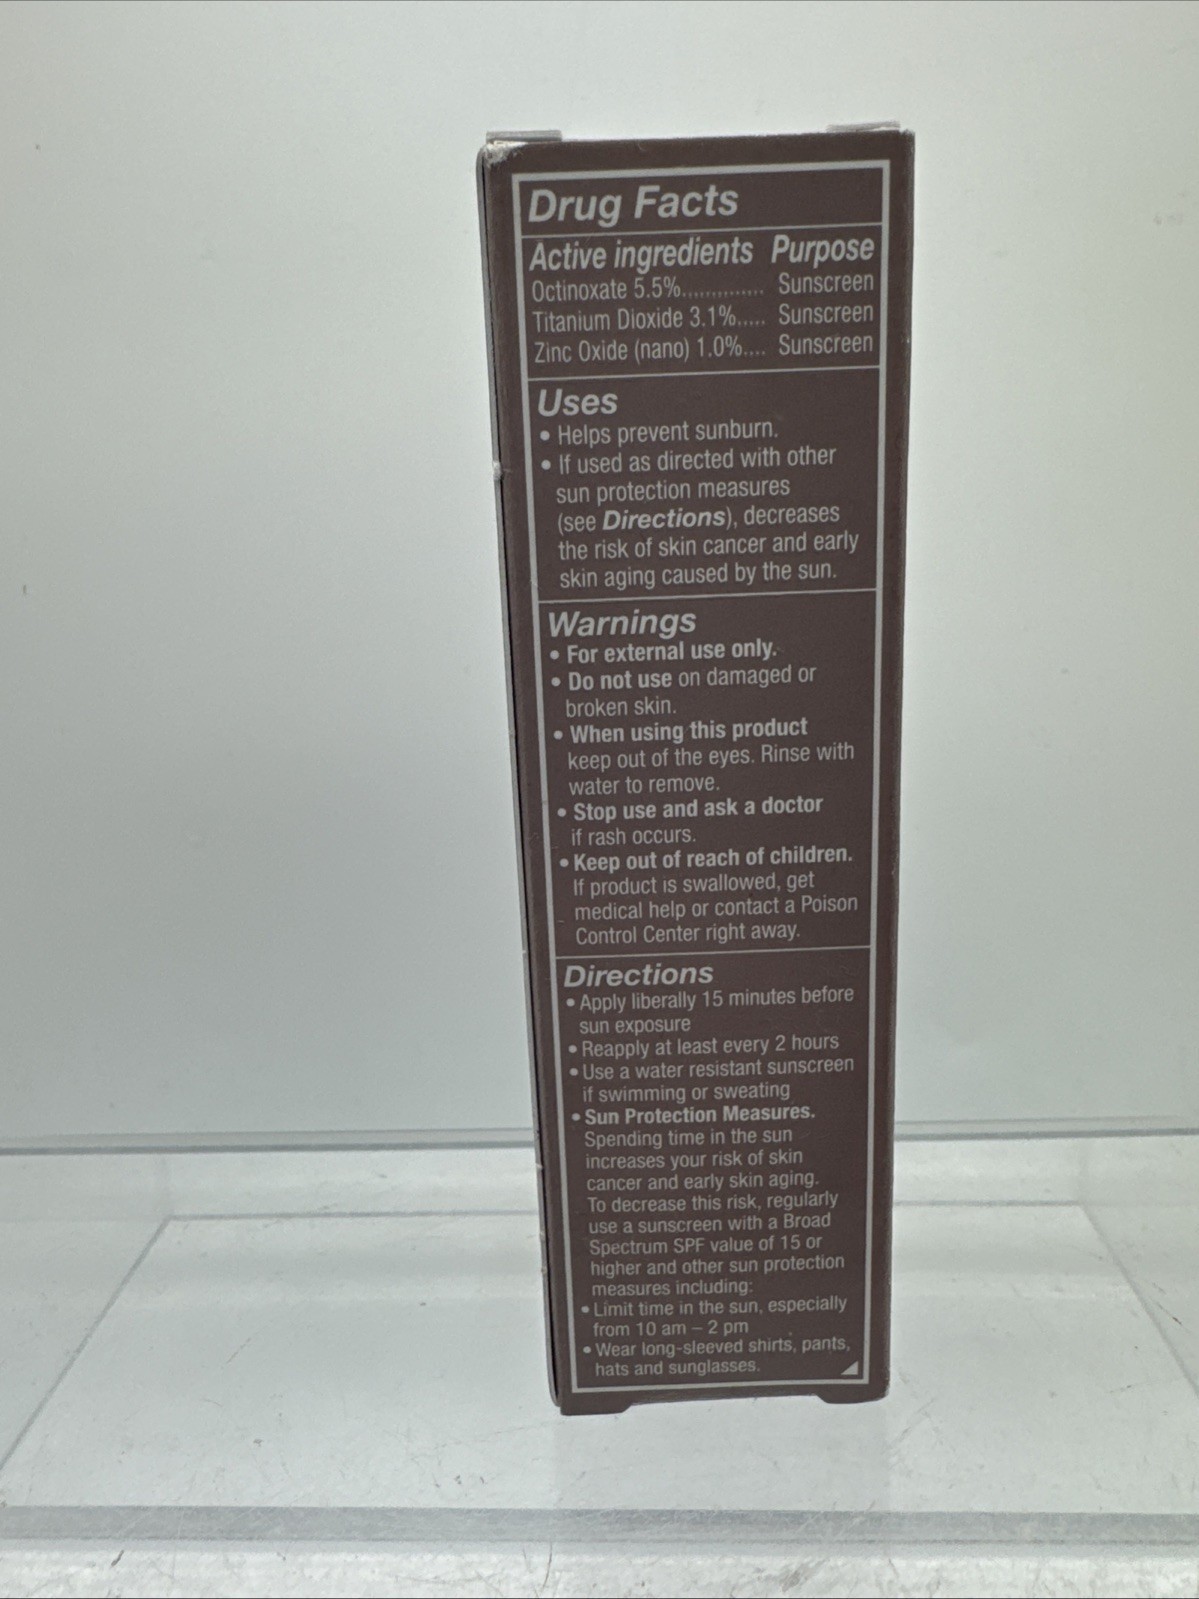 Drug Facts
Active ingredients Purpose
Octinoxate 5.5%.............. Sunscreen
Titanium Dioxide 3.1%..... Sunscreen
Zinc Oxide (nano) 1.0%.... Sunscreen
Uses
• Helps prevent sunburn.
• If used as directed with other
sun protection measures
(see Directions), decreases
the risk of skin cancer and early
skin aging caused by the sun.
Warnings
• For external use only.
• Do not use on damaged or
broken skin.
• When using this product
keep out of the eyes. Rinse with
water to remove.
• Stop use and ask a doctor
if rash occurs.
• Keep out of reach of children.
If product is swallowed, get
medical help or contact a Poison
Control Center right away.
Directions
• Apply liberally 15 minutes before
sun exposure
• Reapply at least every 2 hours
• Use a water resistant sunscreen
if swimming or sweating
• Sun Protection Measures.
Spending time in the sun
increases your risk of skin
cancer and early skin aging.
To decrease this risk, regularly
use a sunscreen with a Broad
Spectrum SPF value of 15 or
higher and other sun protection
measures including:
• Limit time in the sun, especially
from 10 am – 2 pm
• Wear long-sleeved shirts, pants,
hats and sunglasses.